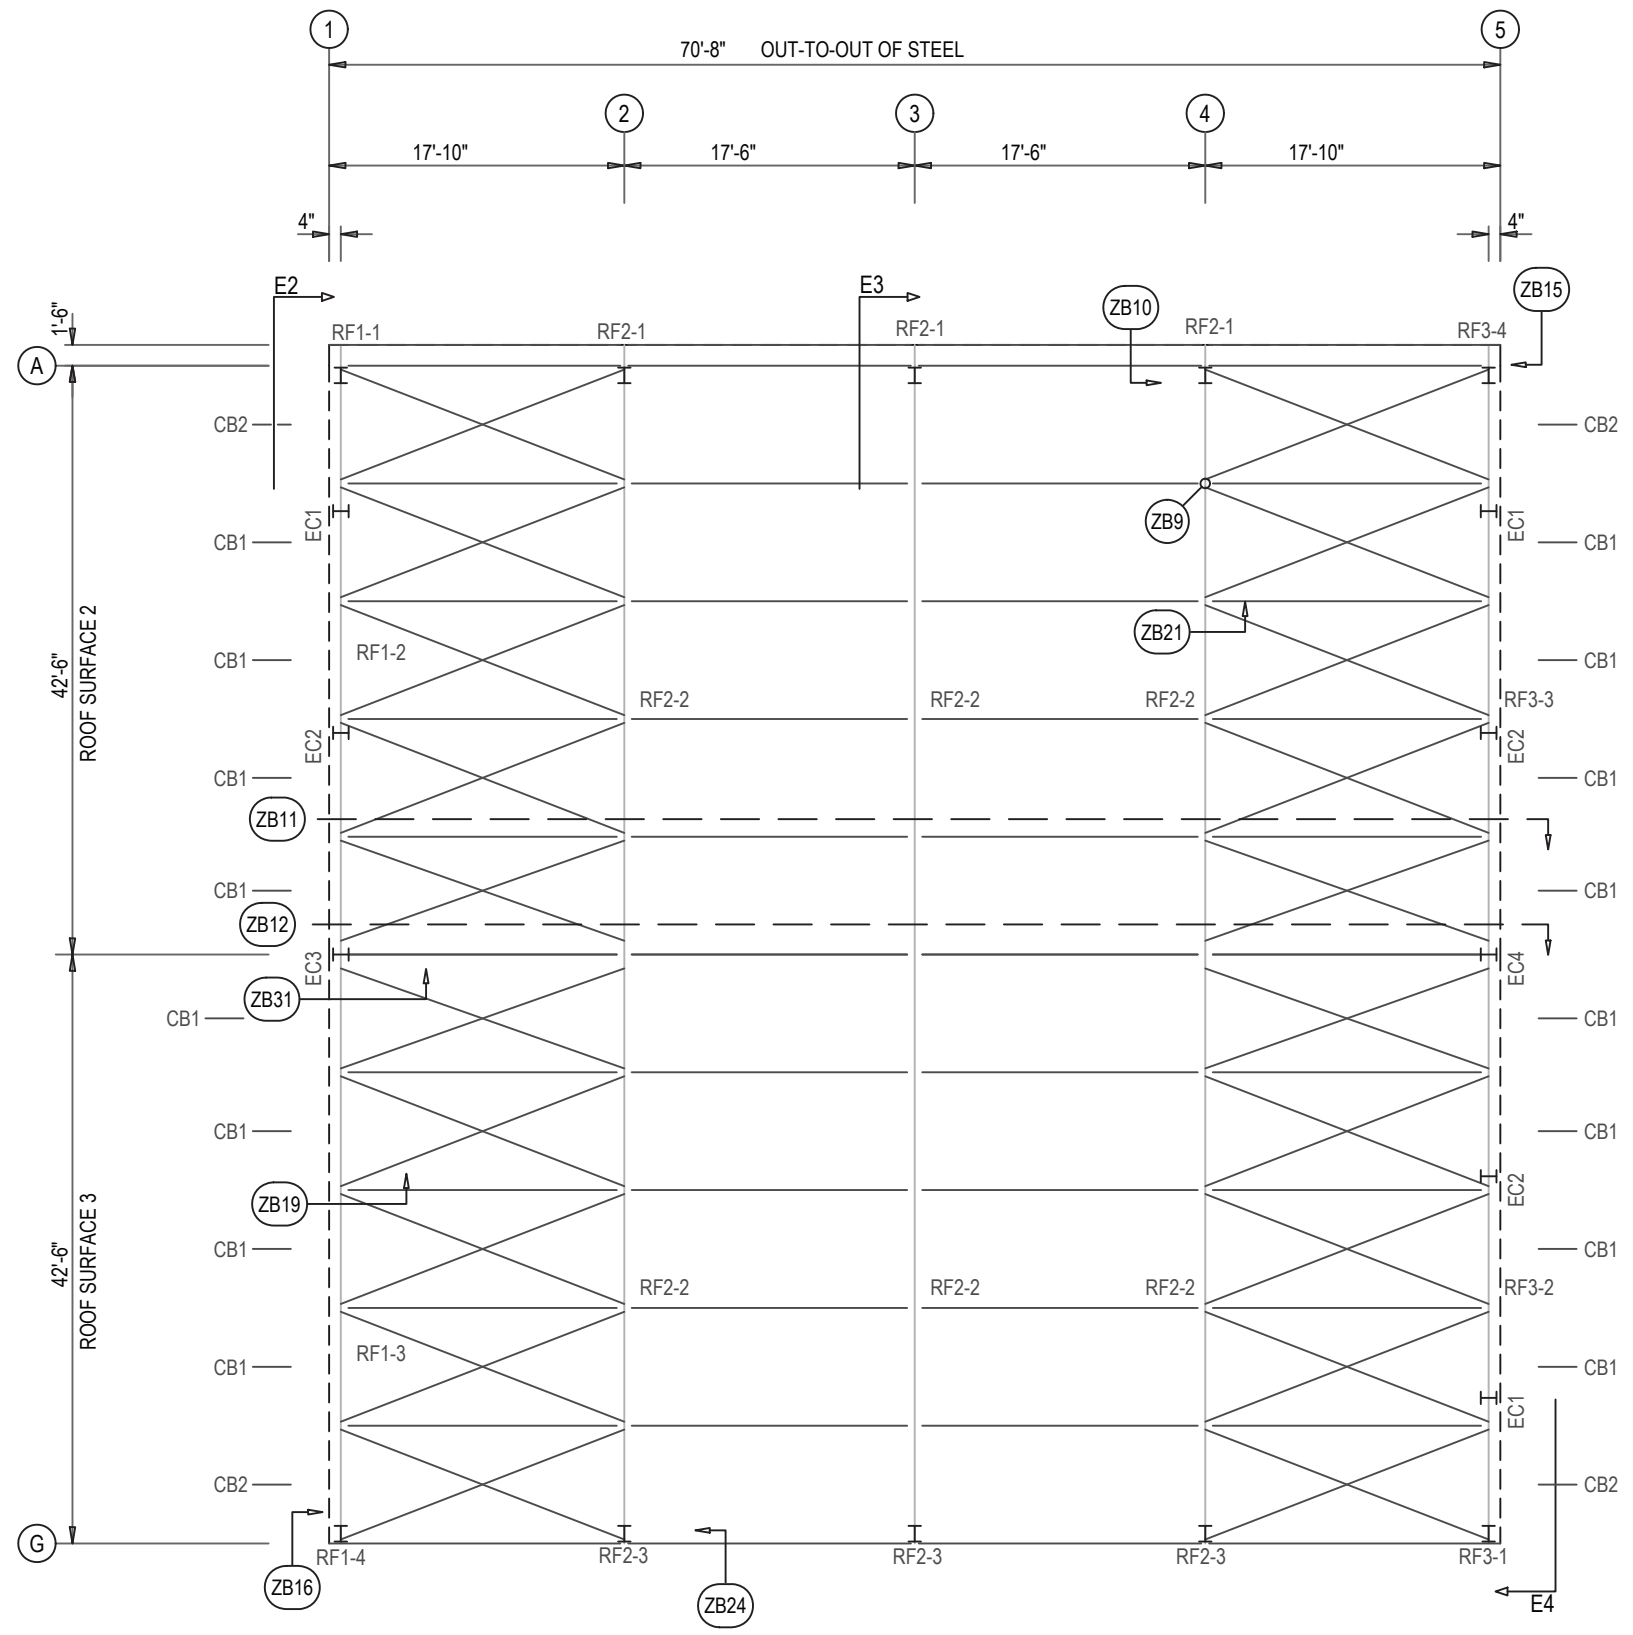 1
5
70'-8" OUT-TO-OUT OF STEEL
2
3
4
17'-10"
17'-6"
17'-6"
17'-10"
4"
4"
E2
E3
ZB10
ZB15
1'-6"
RF1-1
RF2-1
RF2-1
RF2-1
RF3-4
A
CB2
CB2
EC1
ZB9
EC1
CB1
CB1
ZB21
42'-6"
ROOF SURFACE 2
RF1-2
CB1
CB1
RF2-2
RF2-2
RF2-2
RF3-3
EC2
EC2
CB1
CB1
ZB11
CB1
CB1
ZB12
EC3
EC4
ZB31
CB1
CB1
CB1
CB1
ZB19
EC2
42'-6"
ROOF SURFACE 3
CB1
CB1
RF2-2
RF2-2
RF2-2
RF3-2
RF1-3
CB1
CB1
EC1
CB2
CB2
G
RF1-4
RF2-3
RF2-3
RF2-3
RF3-1
ZB16
ZB24
E4